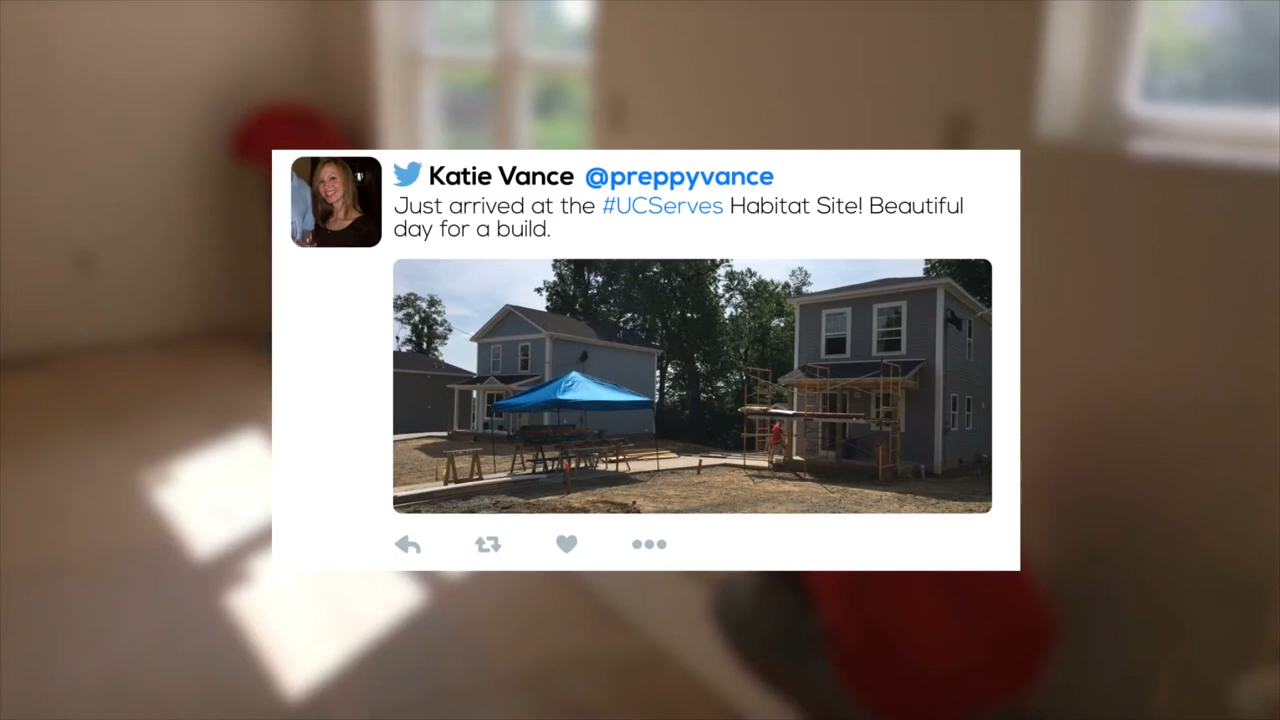 Katie Vance @preppyvance
Just arrived at the #UCServes Habitat Site! Beautiful
day for a build.